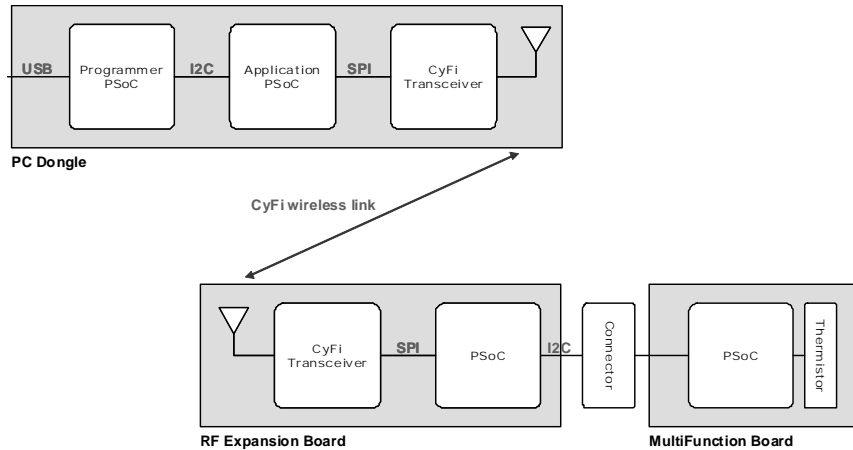 USB
Programmer
PSoC
I2C
Application
PSoC
SPI
CyFi
Transceiver
PC Dongle
CyFi wireless link
CyFi
Transceiver
SPI
PSoC
I2C
Connector
PSoC
Thermistor
RF Expansion Board
MultiFunction Board